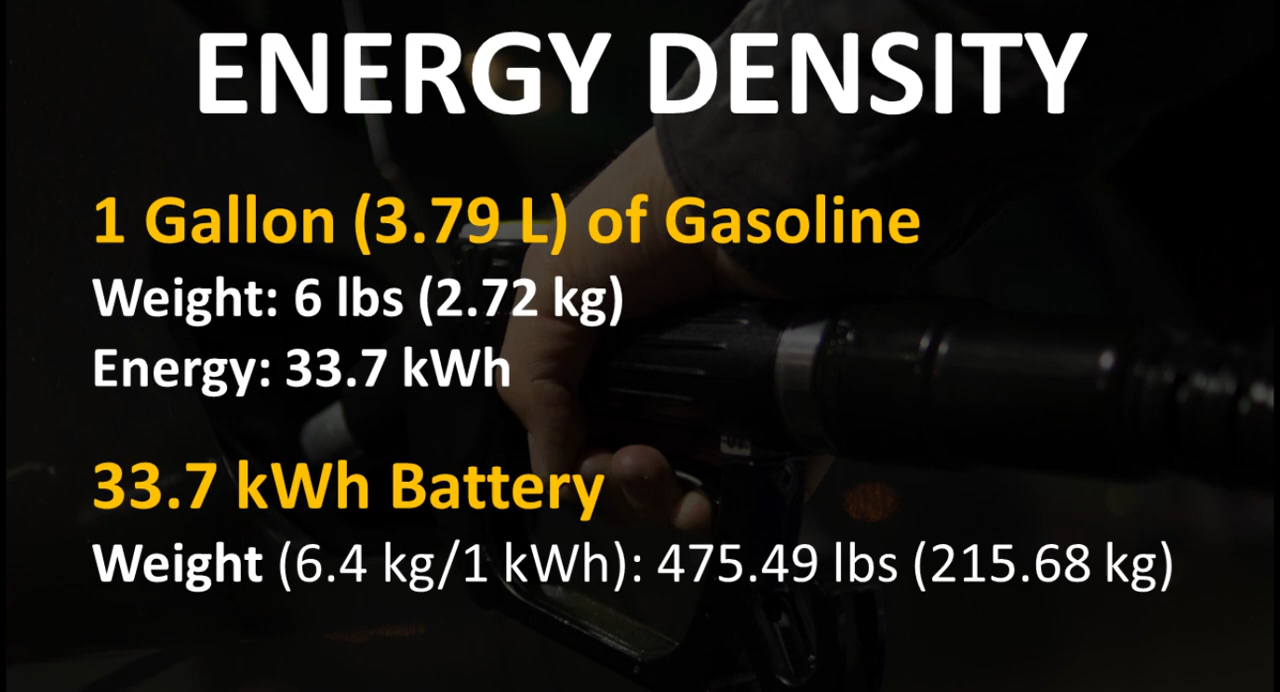 ENERGY DENSITY
1 Gallon (3.79 L) of Gasoline
Weight: 6 lbs (2.72 kg)
Energy: 33.7 kWh
33.7 kWh Battery
Weight (6.4 kg/1 kWh): 475.49 lbs (215.68 kg)